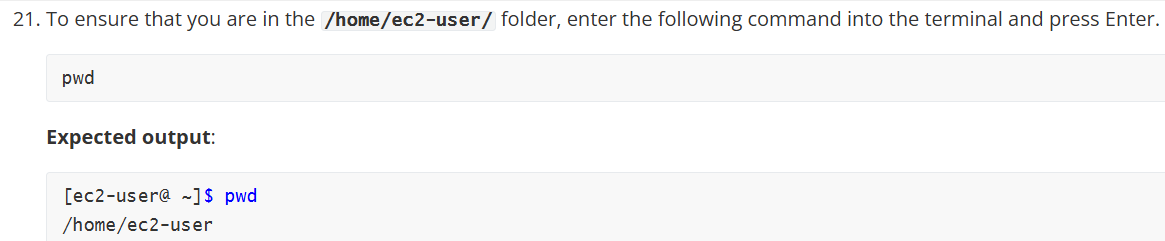 21. To ensure that you are in the /home/ec2-user/ folder, enter the following command into the terminal and press Enter.
pwd
Expected output:
[ec2-user@ ~]$ pwd
/home/ec2-user